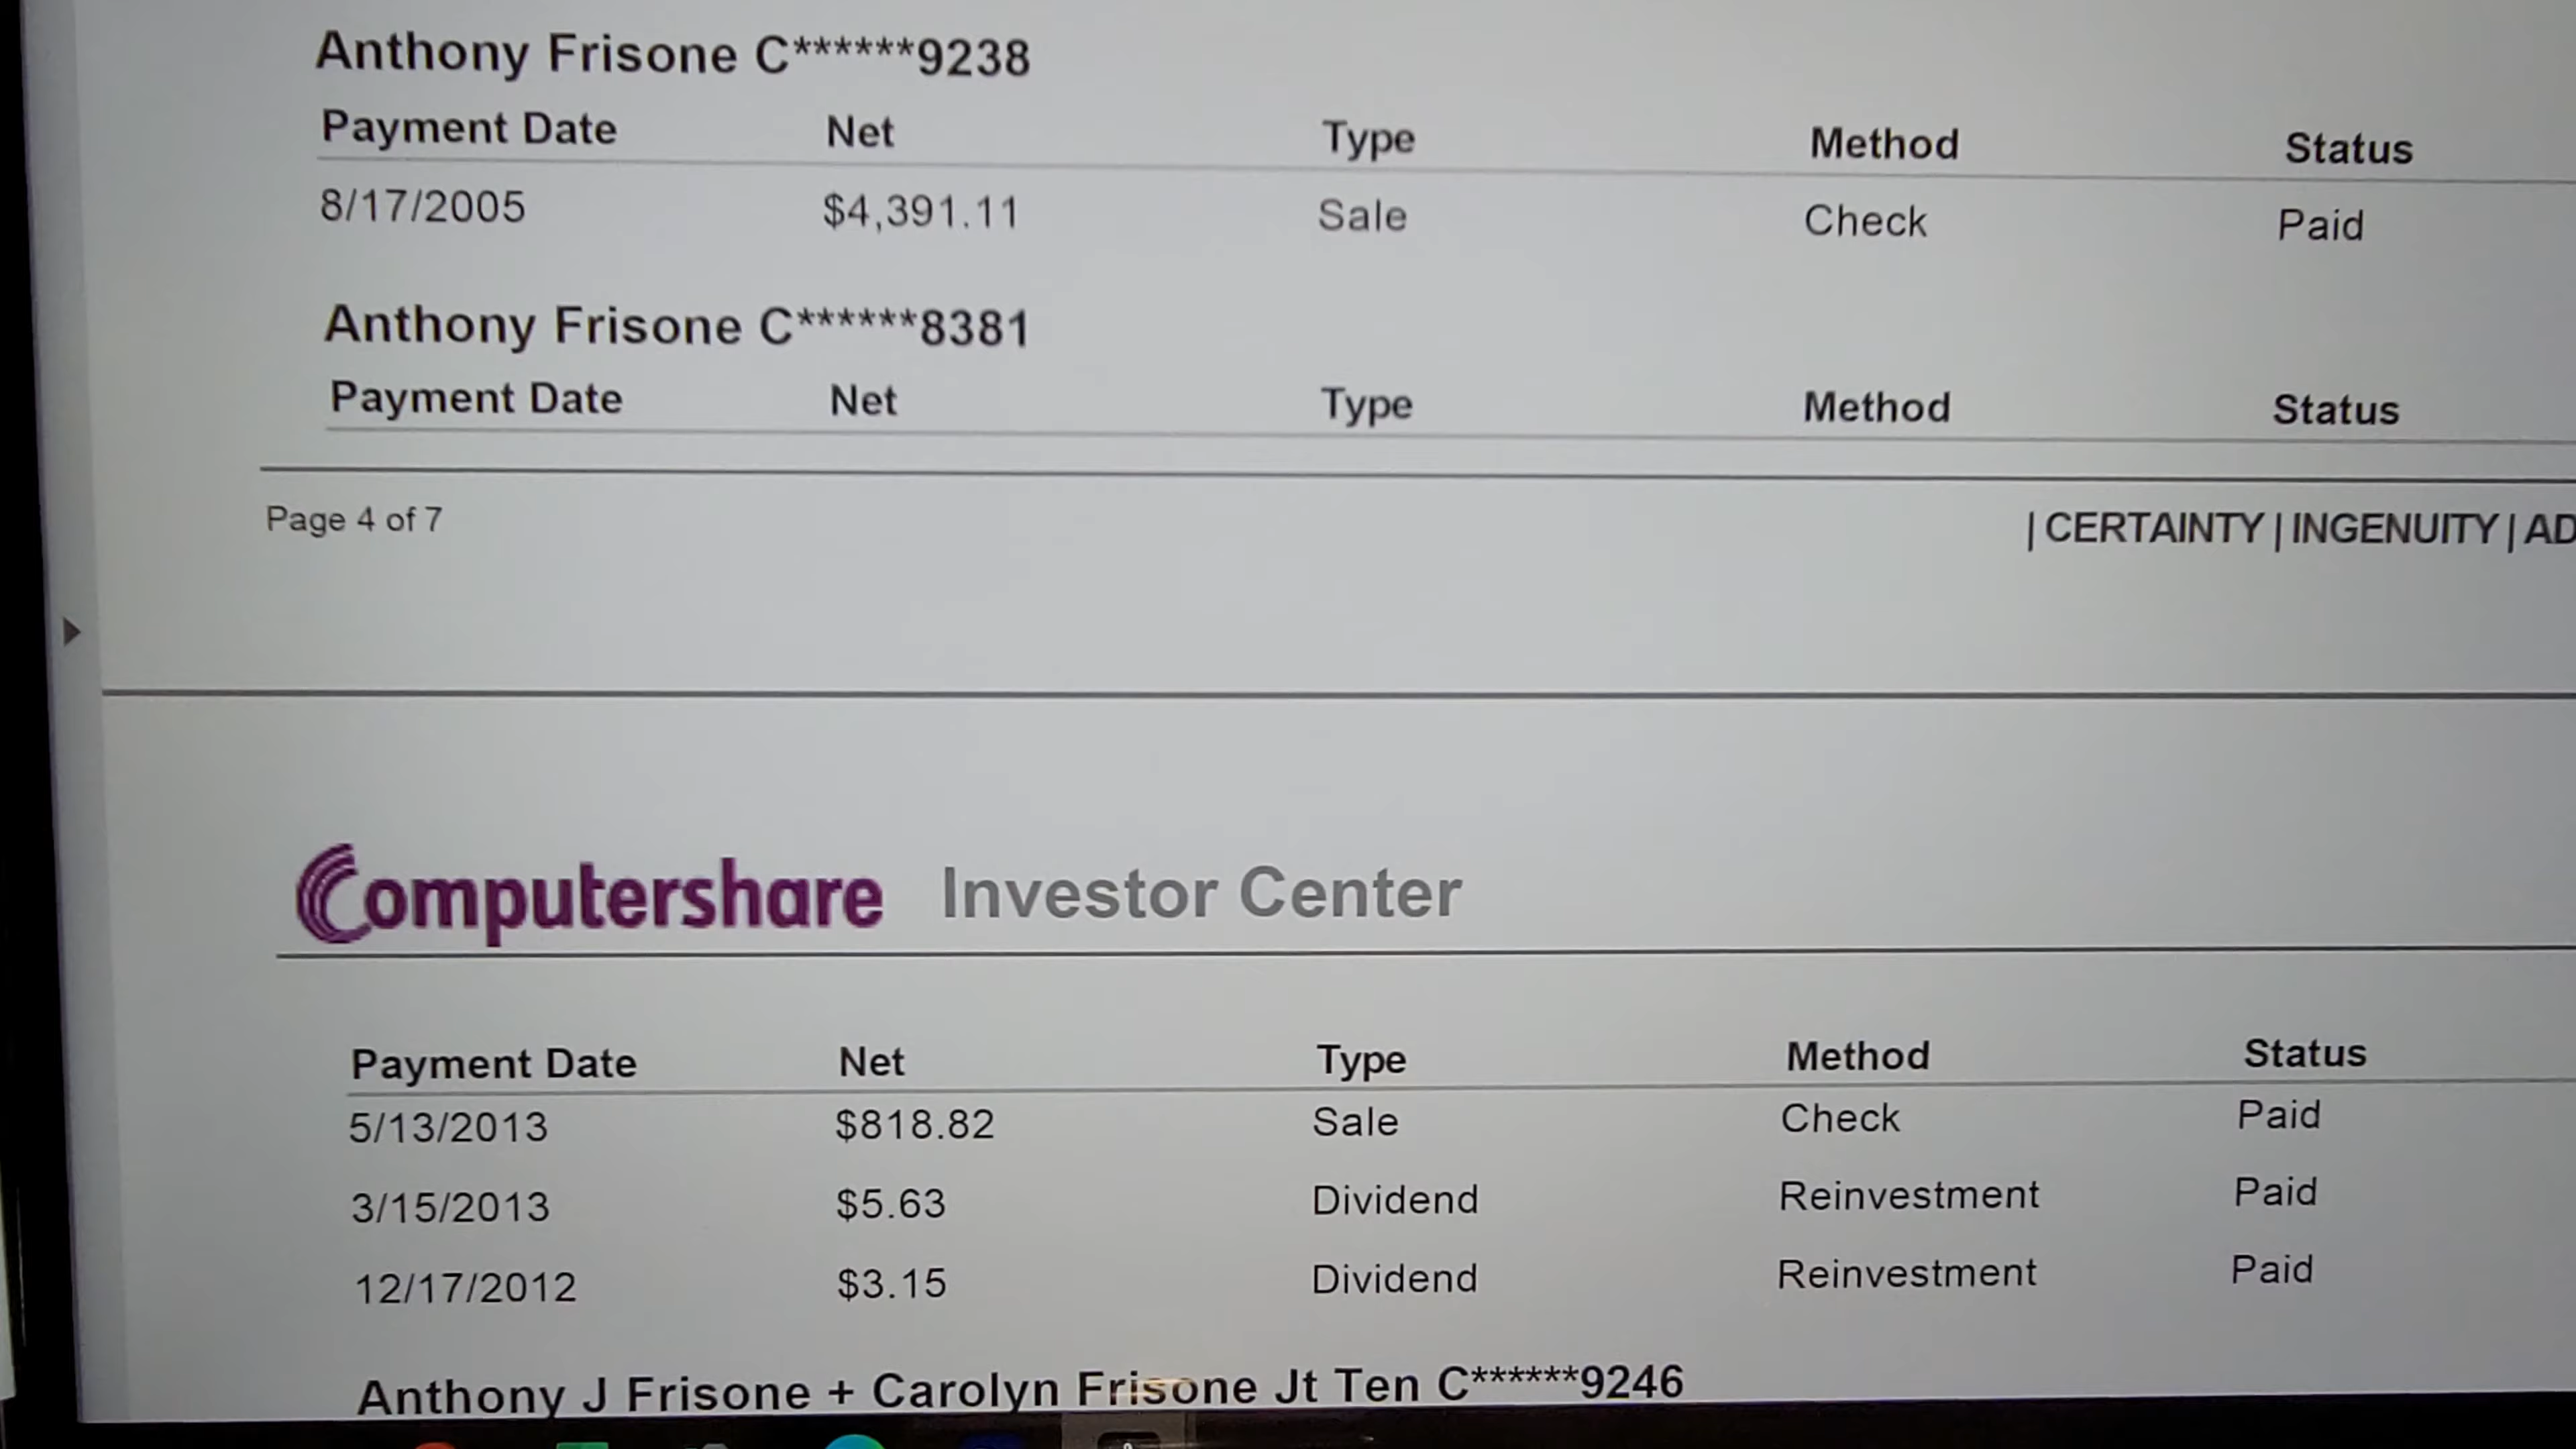 Anthony Frisone C******9238
Payment Date Net Type Method Status
8/17/2005 $4,391.11 Sale Check Paid
Anthony Frisone C******8381
Payment Date Net Type Method Status
Page 4 of 7 | CERTAINTY | INGENUITY | AD
Computershare Investor Center
Payment Date Net Type Method Status
5/13/2013 $818.82 Sale Check Paid
3/15/2013 $5.63 Dividend Reinvestment Paid
12/17/2012 $3.15 Dividend Reinvestment Paid
Anthony J Frisone + Carolyn Frisone Jt Ten C******9246